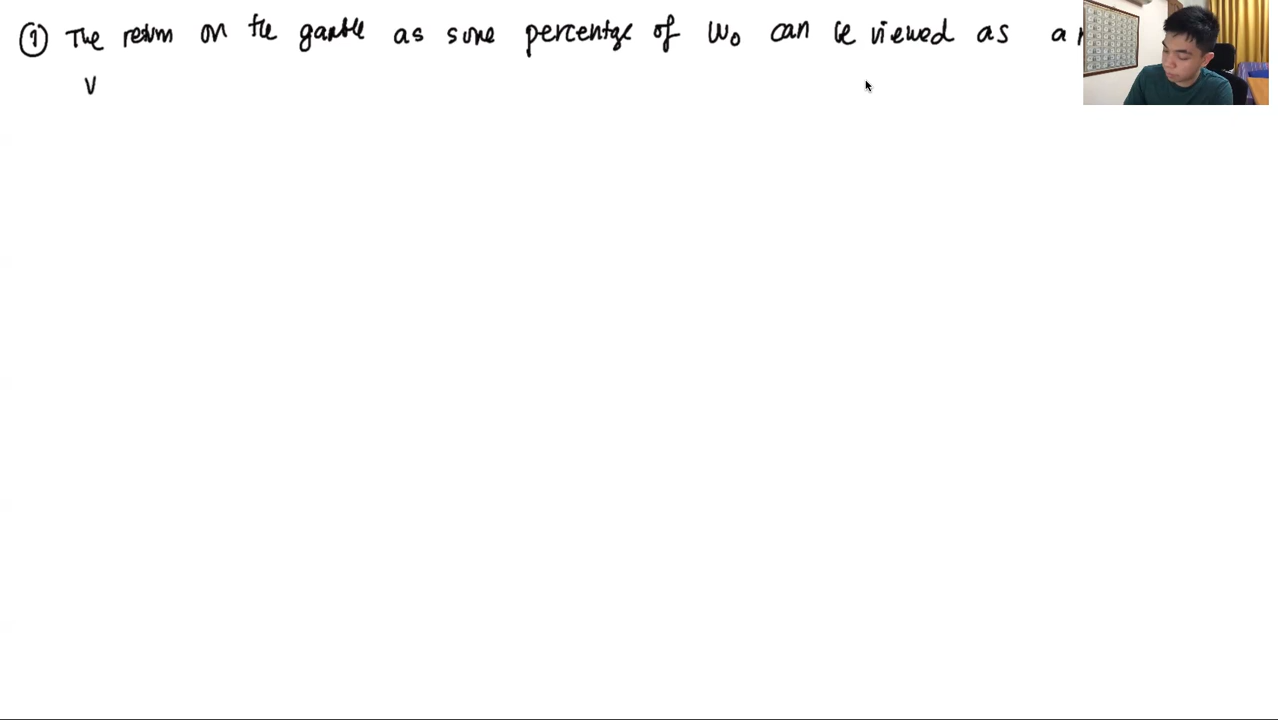 ① The return on the gamble as some percentage of W₀ can be viewed as a r
v